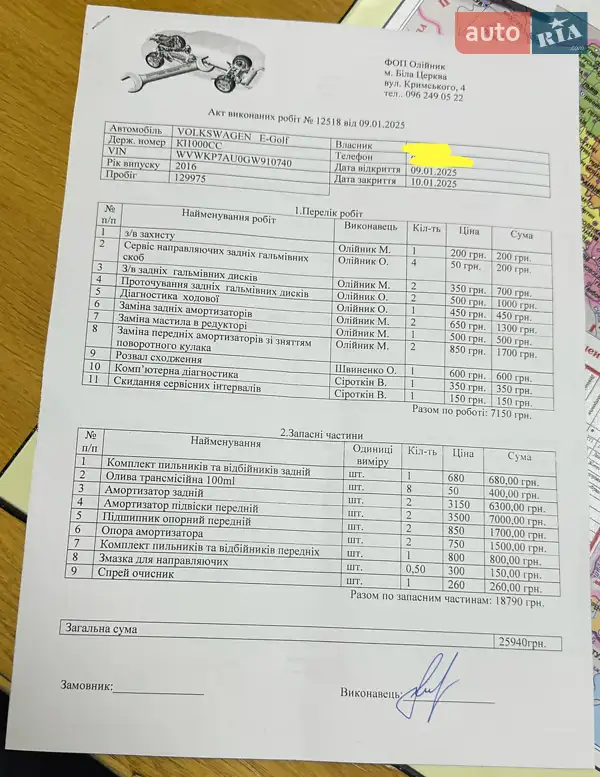 auto RIA .com
ФОП Олійник
м. Біла Церква
вул. Кримського, 4
тел.. 096 249 05 22
Акт виконаних робіт № 12518 від 09.01.2025
Автомобіль VOLKSWAGEN E-Golf Власник
Держ. номер КІ1000СС Телефон
VIN WVWKP7AU0GW910740 Дата відкриття 09.01.2025
Рік випуску 2016 Дата закриття 10.01.2025
Пробіг 129975
1.Перелік робіт
№ п/п Найменування робіт Виконавець Кіл-ть Ціна Сума
1 з/в захисту Олійник М. 1 200 грн. 200 грн.
2 Сервіс направляючих задніх гальмівних скоб Олійник О. 4 50 грн. 200 грн.
3 З/в задніх гальмівних дисків Олійник М. 2 350 грн. 700 грн.
4 Проточування задніх гальмівних дисків Олійник О. 2 500 грн. 1000 грн.
5 Діагностика ходової Олійник О. 1 450 грн. 450 грн.
6 Заміна задніх амортизаторів Олійник М. 2 650 грн. 1300 грн.
7 Заміна мастила в редукторі Олійник М. 1 500 грн. 500 грн.
8 Заміна передніх амортизаторів зі зняттям поворотного кулака Олійник М. 2 850 грн. 1700 грн.
9 Розвал сходження Швиненко О. 1 600 грн. 600 грн.
10 Комп’ютерна діагностика Сіроткін В. 1 350 грн. 350 грн.
11 Скидання сервісних інтервалів Сіроткін В. 1 150 грн. 150 грн.
Разом по роботі: 7150 грн.
2.Запасні частини
№ п/п Найменування Одиниці виміру Кіл-ть Ціна Сума
1 Комплект пильників та відбійників задній шт. 1 680 680,00 грн.
2 Олива трансмісійна 100ml шт. 8 50 400,00 грн.
3 Амортизатор задній шт. 2 3150 6300,00 грн.
4 Амортизатор підвіски передній шт. 2 3500 7000,00 грн.
5 Підшипник опорний передній шт. 2 850 1700,00 грн.
6 Опора амортизатора шт. 2 750 1500,00 грн.
7 Комплект пильників та відбійників передніх шт. 1 800 800,00 грн.
8 Змазка для направляючих шт. 0,50 300 150,00 грн.
9 Спрей очисник шт. 1 260 260,00 грн.
Разом по запасним частинам: 18790 грн.
Загальна сума 25940грн.
Замовник: Виконавець: